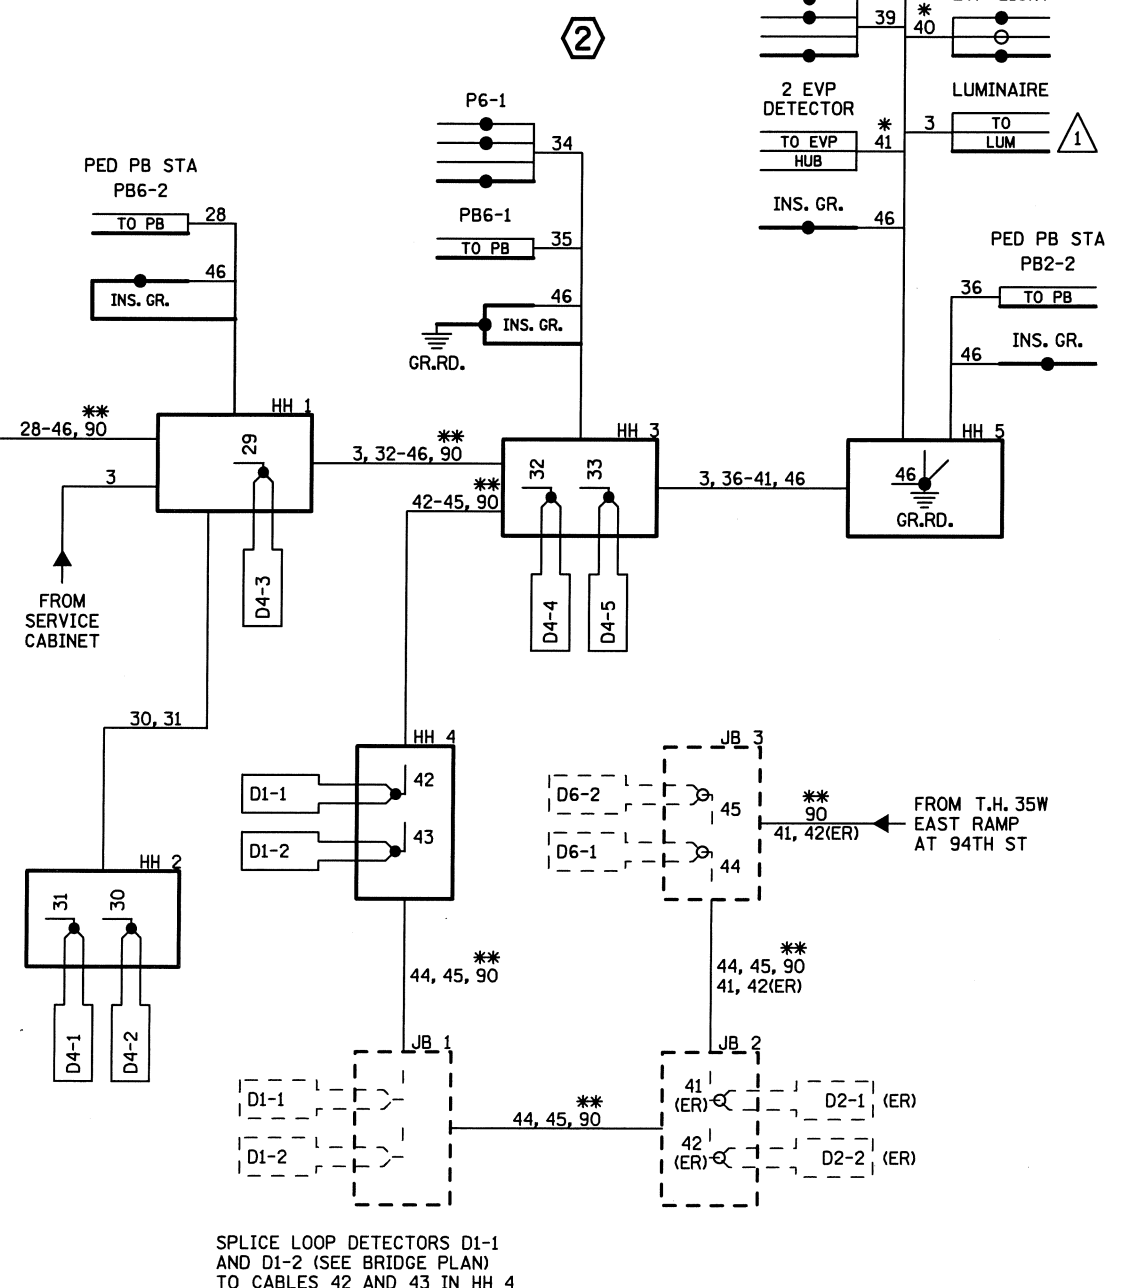 2
39
*
40
2 EVP
DETECTOR
TO EVP
HUB
*
41
LUMINAIRE
3
TO
LUM
1
INS. GR.
46
P6-1
34
PED PB STA
PB6-2
TO PB
28
46
INS. GR.
PB6-1
TO PB
35
46
INS. GR.
GR.RD.
PED PB STA
PB2-2
36
TO PB
INS. GR.
46
HH 1
**
28-46, 90
3
29
D4-3
FROM
SERVICE
CABINET
**
3, 32-46, 90
**
42-45, 90
HH 3
32
33
D4-4
D4-5
3, 36-41, 46
HH 5
46
GR.RD.
30, 31
HH 2
31
30
D4-1
D4-2
HH 4
D1-1
42
D1-2
43
JB 3
D6-2
45
D6-1
44
**
90
41, 42(ER)
FROM T.H. 35W
EAST RAMP
AT 94TH ST
**
44, 45, 90
**
44, 45, 90
41, 42(ER)
JB 1
D1-1
D1-2
**
44, 45, 90
JB 2
41
(ER)
D2-1 (ER)
42
(ER)
D2-2 (ER)
SPLICE LOOP DETECTORS D1-1
AND D1-2 (SEE BRIDGE PLAN)
TO CABLES 42 AND 43 IN HH 4